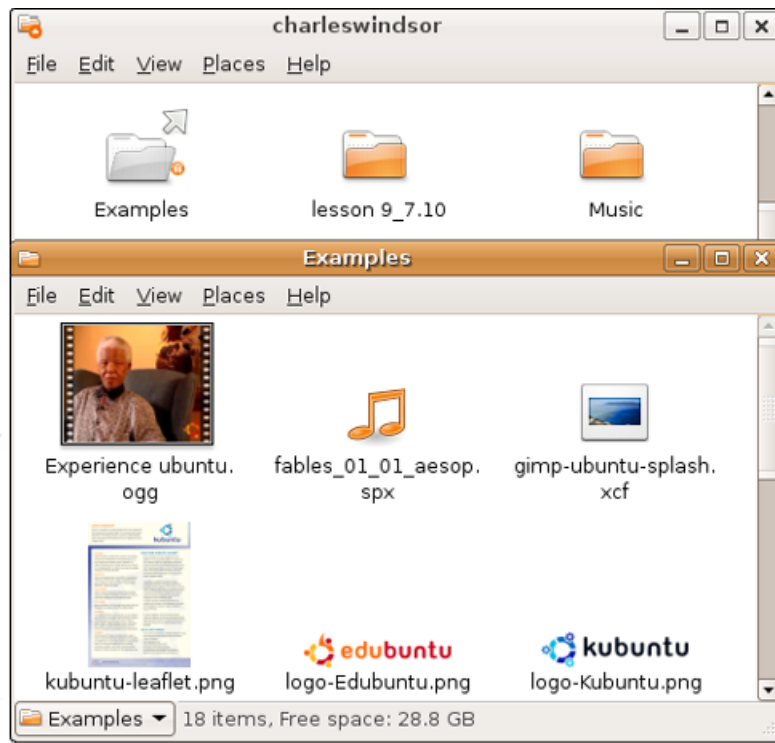 charleswindsor
File Edit View Places Help
Examples lesson 9_7.10 Music
Examples
File Edit View Places Help
Experience ubuntu. fables_01_01_aesop. gimp-ubuntu-splash.
ogg spx xcf
kubuntu
edubuntu kubuntu
kubuntu-leaflet.png logo-Edubuntu.png logo-Kubuntu.png
Examples 18 items, Free space: 28.8 GB